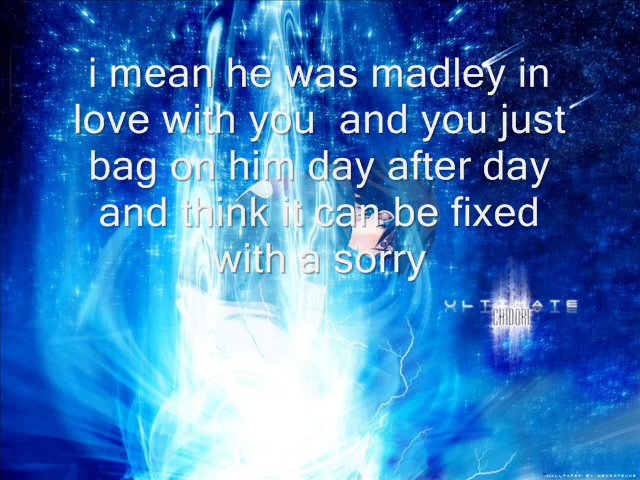 i mean he was madley in
love with you  and you just
bag on him day after day
and think it can be fixed
with a sorry
ULTIMATE
CHIDORI